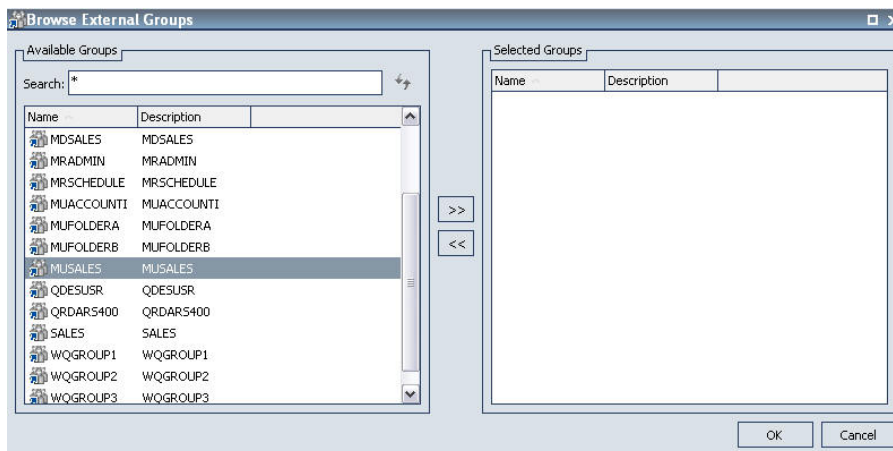 Browse External Groups
Available Groups
Search: *
Name Description
MDSALES MDSALES
MRADMIN MRADMIN
MRSCHEDULE MRSCHEDULE
MUACCOUNTI MUACCOUNTI
MUFOLDERA MUFOLDERA
MUFOLDERB MUFOLDERB
MUSALES MUSALES
QDESUSR QDESUSR
QRDARS400 QRDARS400
SALES SALES
WQGROUP1 WQGROUP1
WQGROUP2 WQGROUP2
WQGROUP3 WQGROUP3
>>
<<
Selected Groups
Name Description
OK Cancel